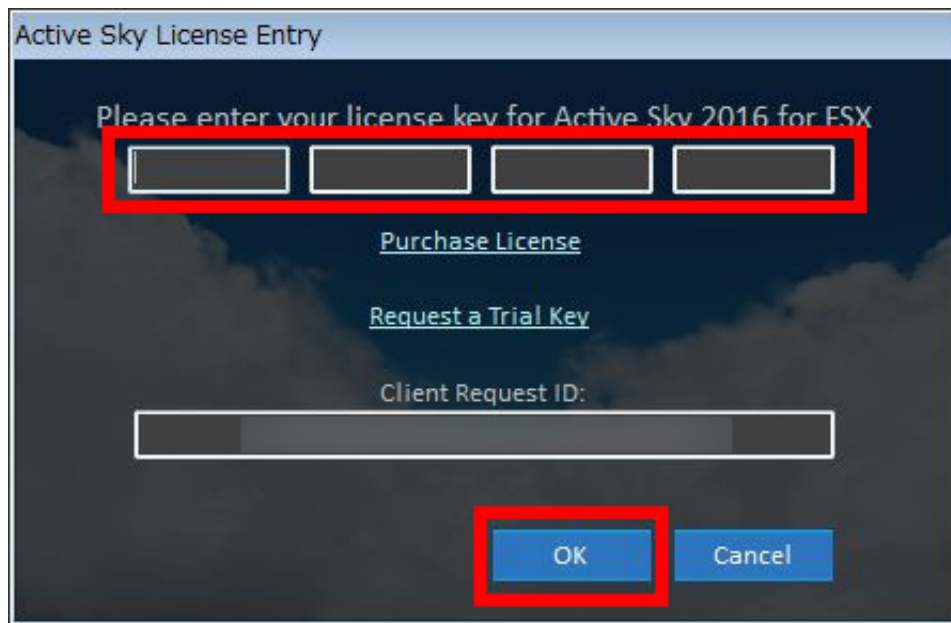 Active Sky License Entry
Please enter your license key for Active Sky 2016 for FSX
Purchase License
Request a Trial Key
Client Request ID:
OK
Cancel